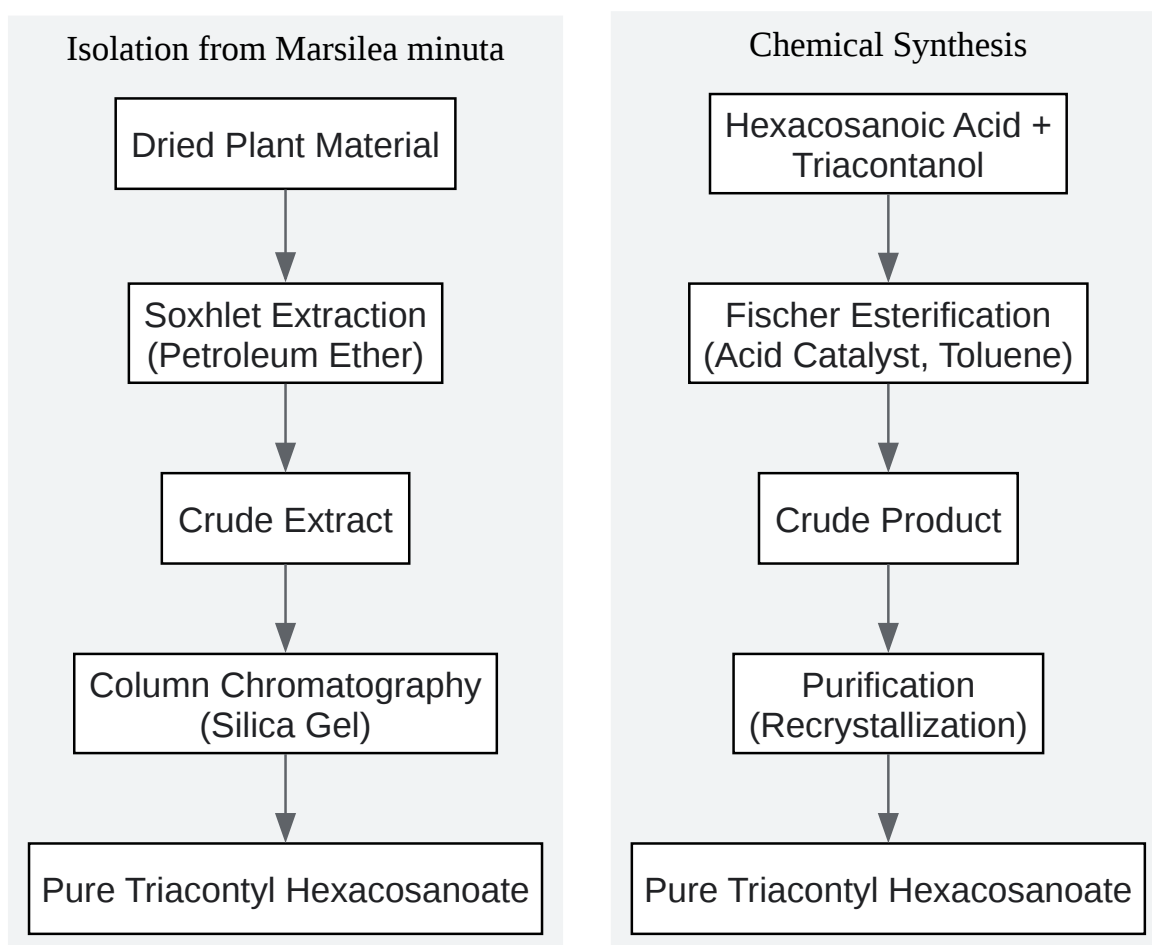 Isolation from Marsilea minuta
Dried Plant Material
Soxhlet Extraction
(Petroleum Ether)
Crude Extract
Column Chromatography
(Silica Gel)
Pure Triacontyl Hexacosanoate
Chemical Synthesis
Hexacosanoic Acid +
Triacontanol
Fischer Esterification
(Acid Catalyst, Toluene)
Crude Product
Purification
(Recrystallization)
Pure Triacontyl Hexacosanoate